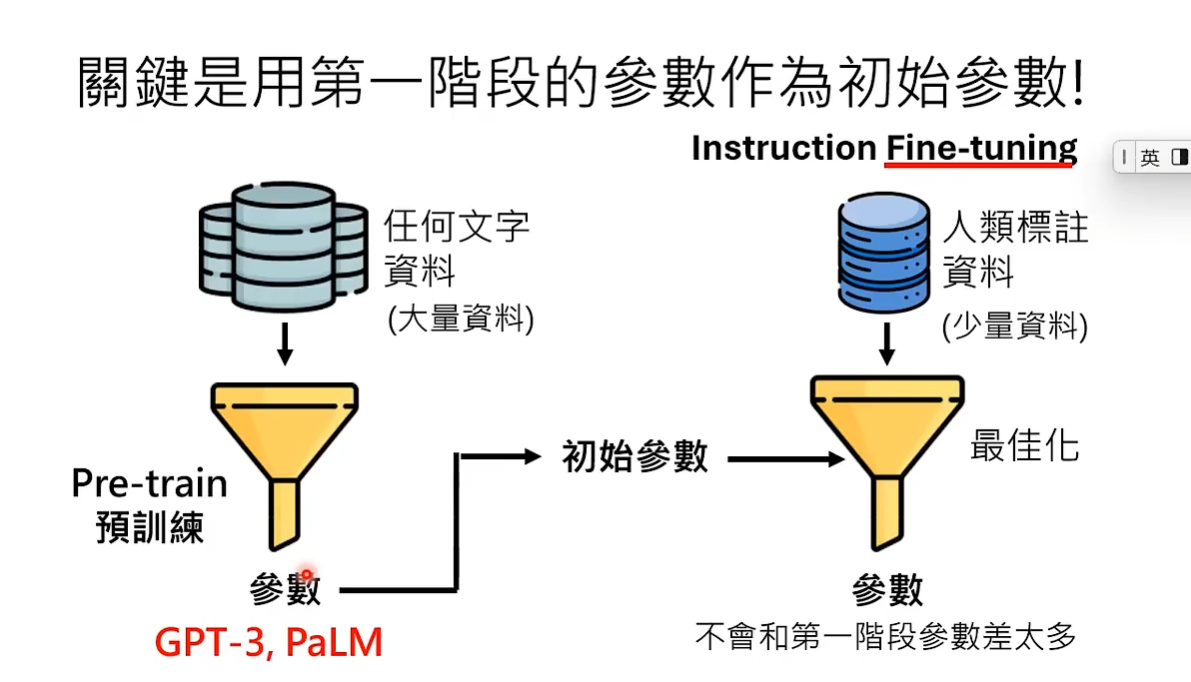 關鍵是用第一階段的參數作為初始參數!
Instruction Fine-tuning
英
任何文字
資料
(大量資料)
人類標註
資料
(少量資料)
Pre-train
預訓練
初始參數
最佳化
參數
GPT-3, PaLM
參數
不會和第一階段參數差太多